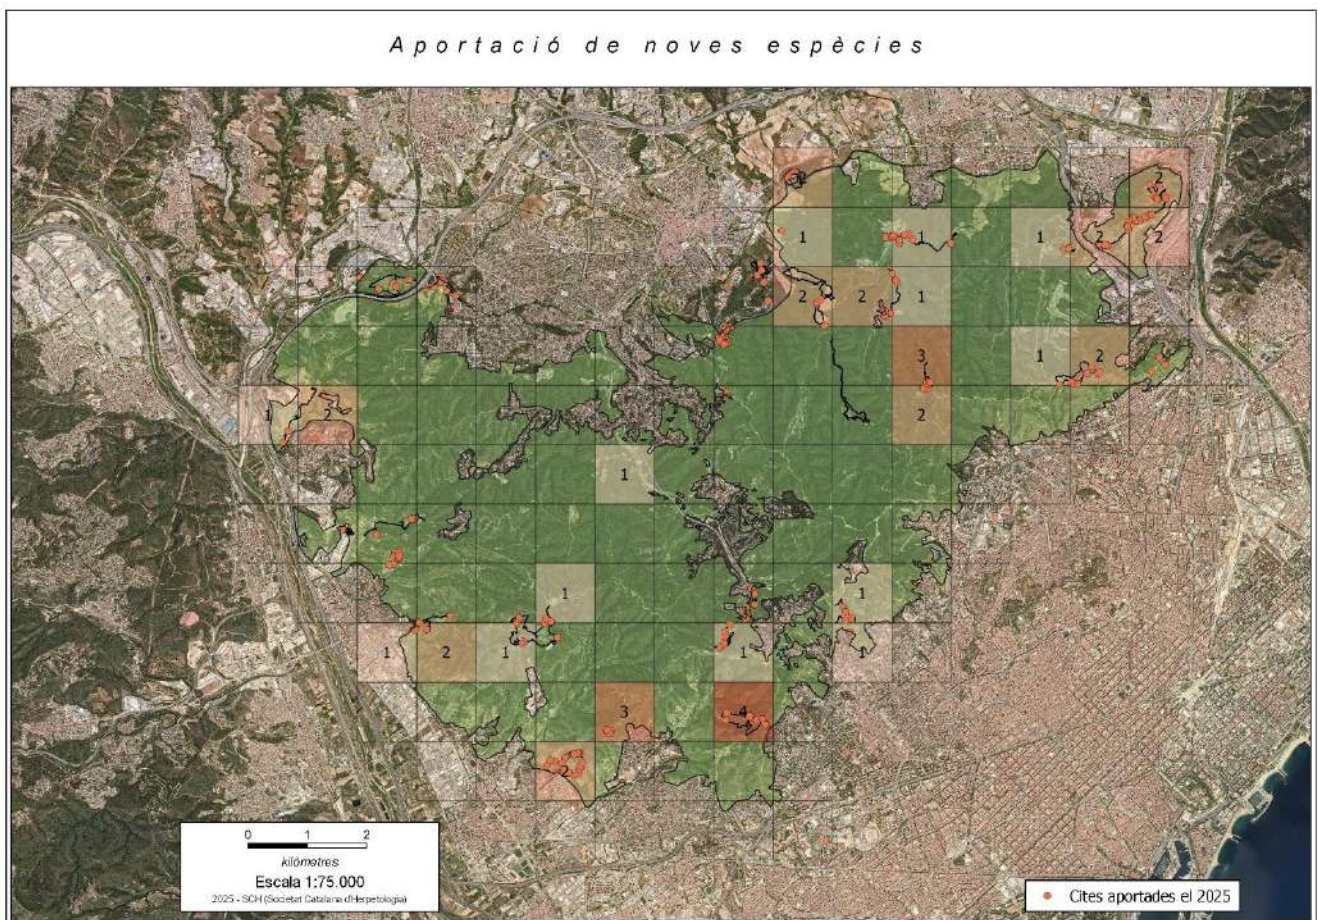 Aportació de noves espècies
2 2
1 1 1 2 2
2 2 1
3 1 2
1 2 2
1
1 1
1 2 1 1 1
3 4
2
0 1 2
kilòmetres
Escala 1:75.000
2025 - SCH (Societat Catalana d'Herpetologia)
Cites aportades el 2025